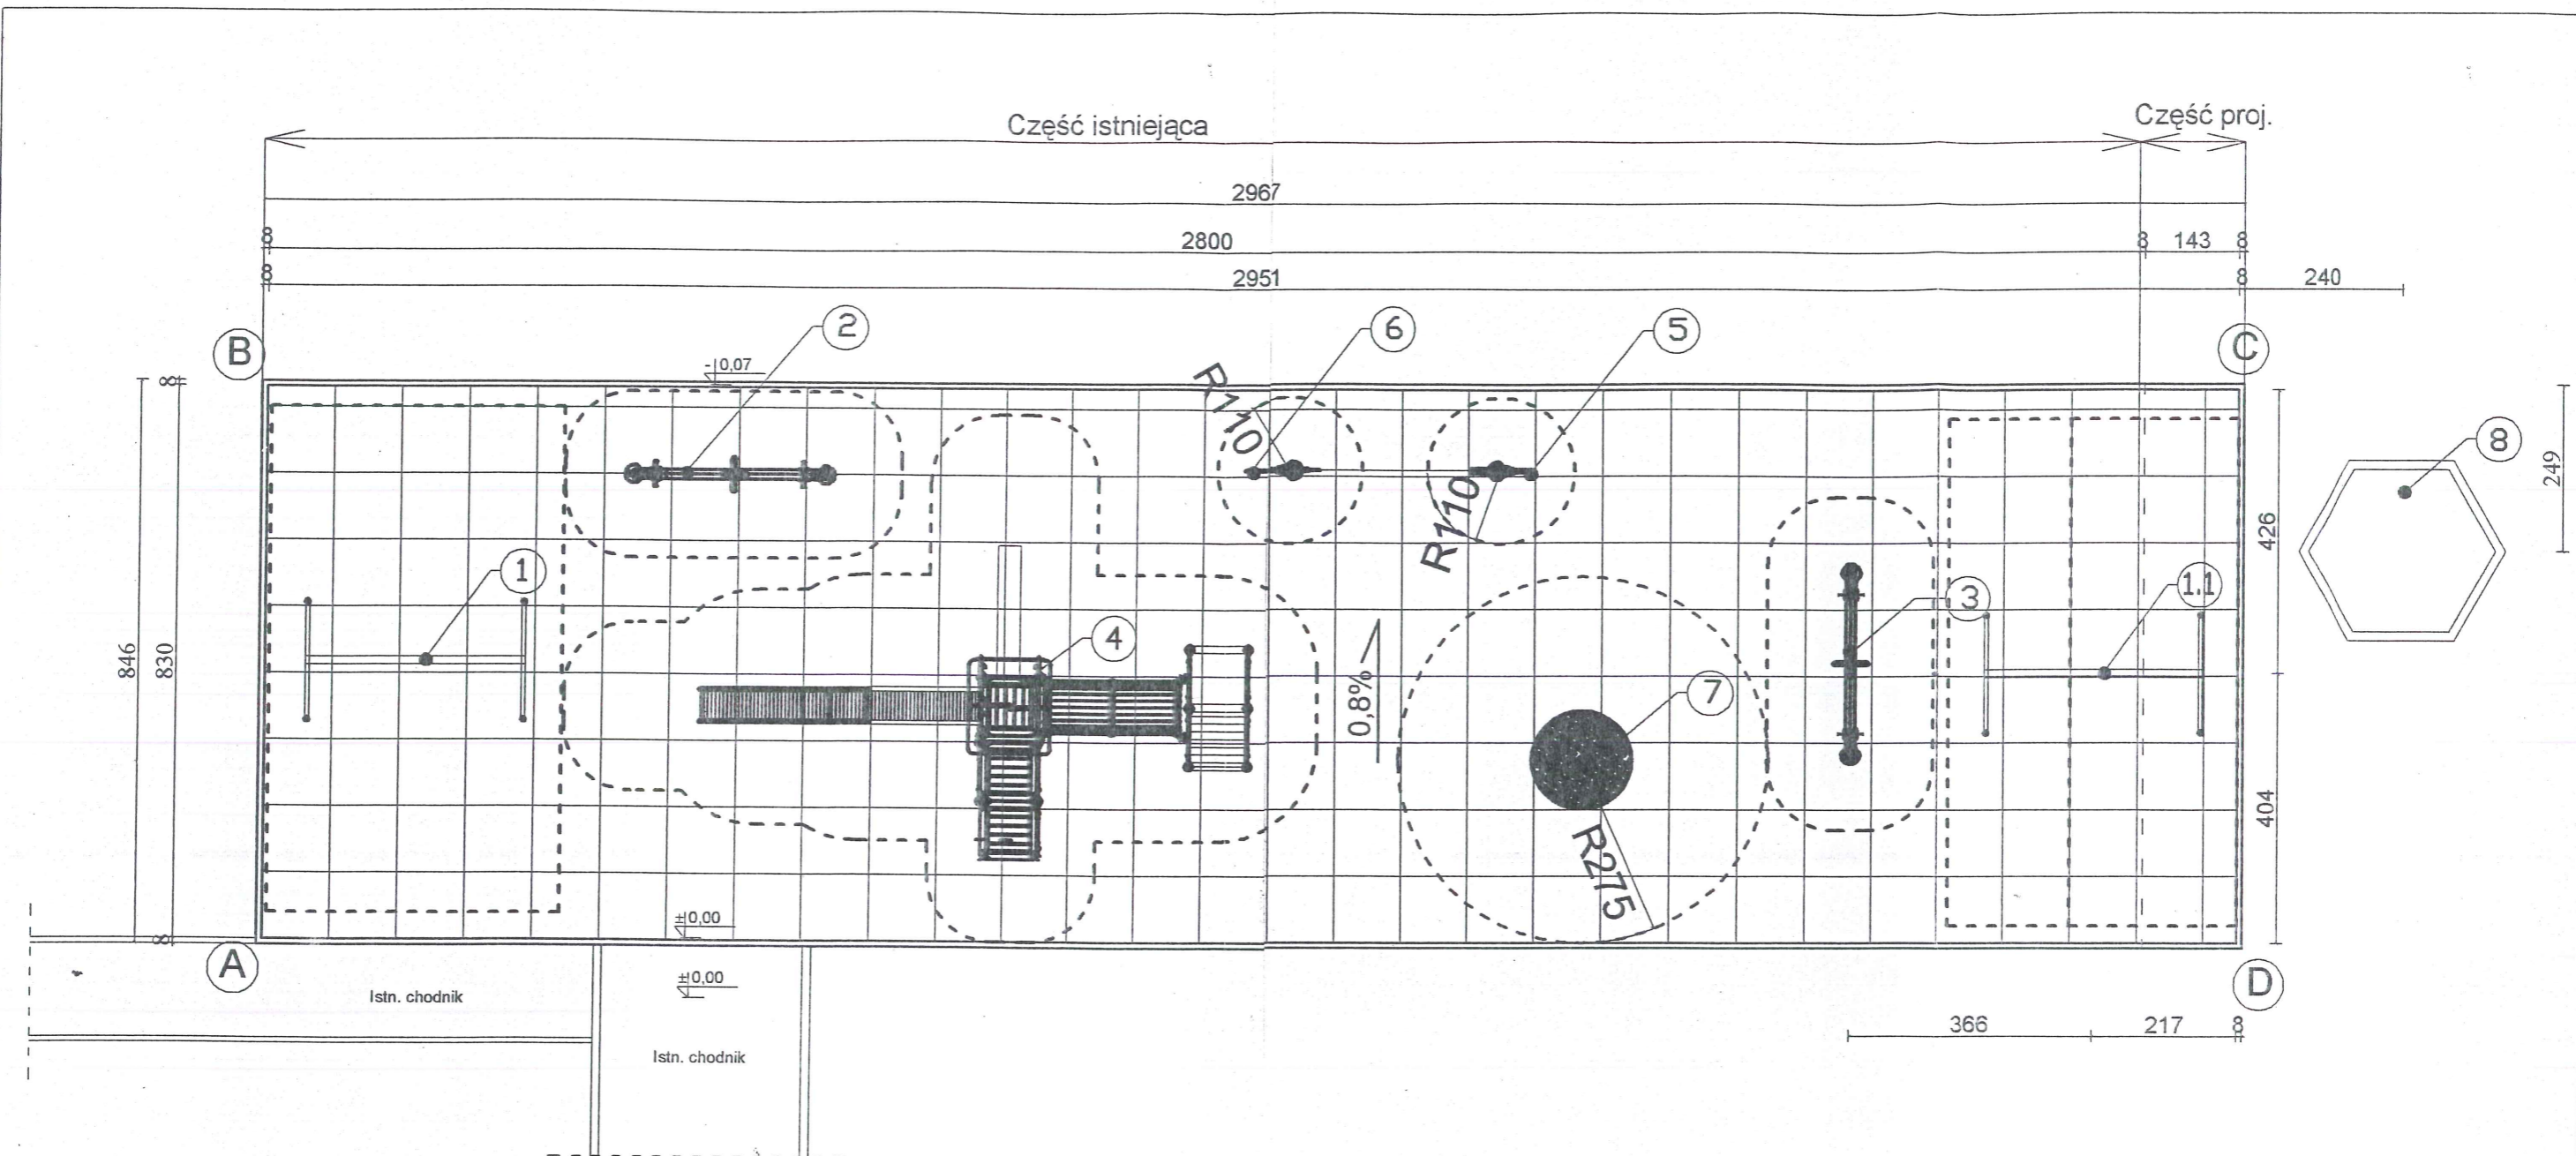 Część istniejąca
Część proj.
2967
8 2800 8 143 8
8 2951 8 240
2
6
5
B
C
8
-0,07
R110
8
249
R110
426
1
3
1.1
4
846
830
0,8%
7
404
R275
±0,00
8
A
D
±0,00
Istn. chodnik
366 217 8
Istn. chodnik